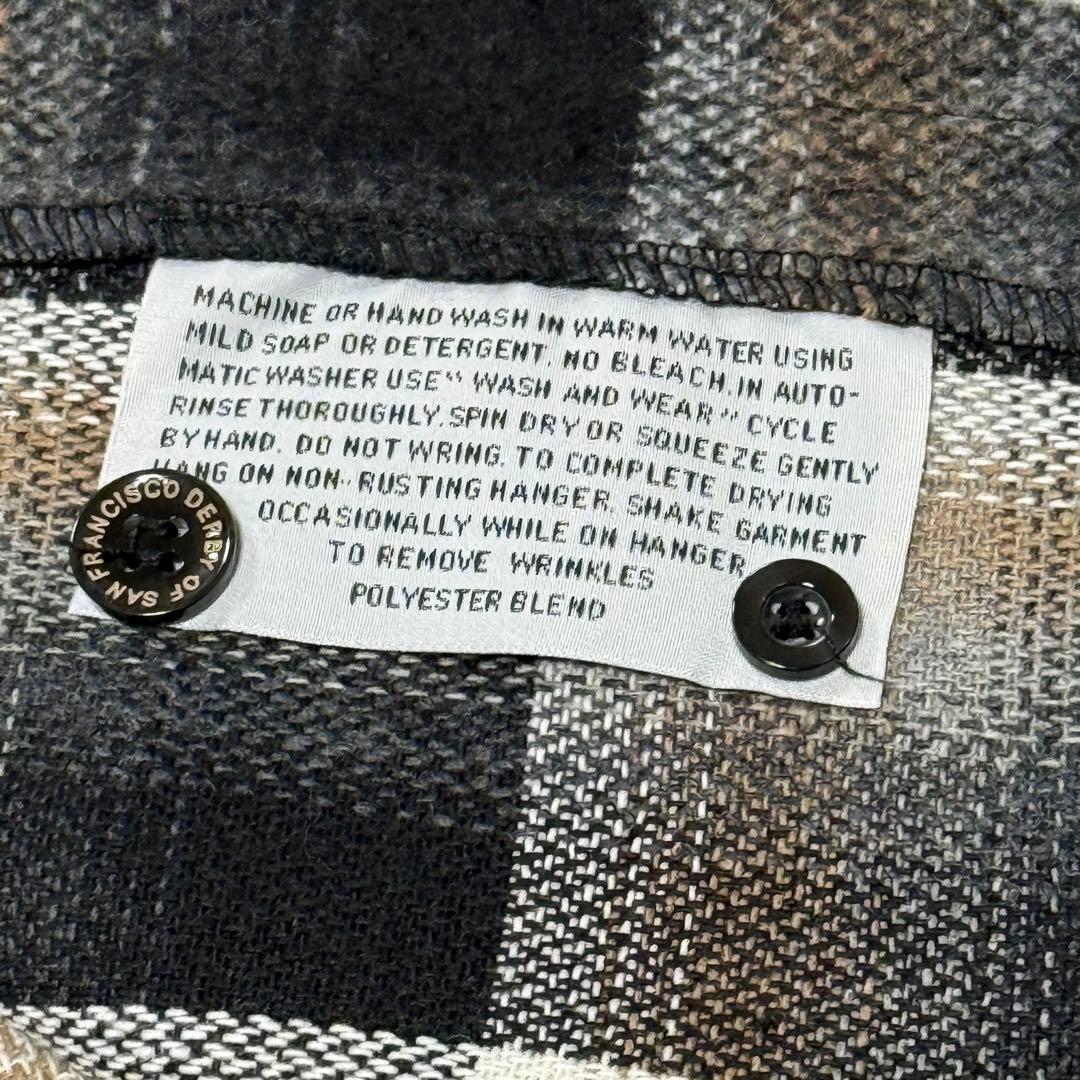 MACHINE OR HAND WASH IN WARM WATER USING
MILD SOAP OR DETERGENT. NO BLEACH. IN AUTO-
MATIC WASHER USE "WASH AND WEAR" CYCLE
RINSE THOROUGHLY. SPIN DRY OR SQUEEZE GENTLY
BY HAND. DO NOT WRING. TO COMPLETE DRYING
HANG ON NON-RUSTING HANGER. SHAKE GARMENT
OCCASIONALLY WHILE ON HANGER
TO REMOVE WRINKLES
POLYESTER BLEND
DERBY OF SAN FRANCISCO